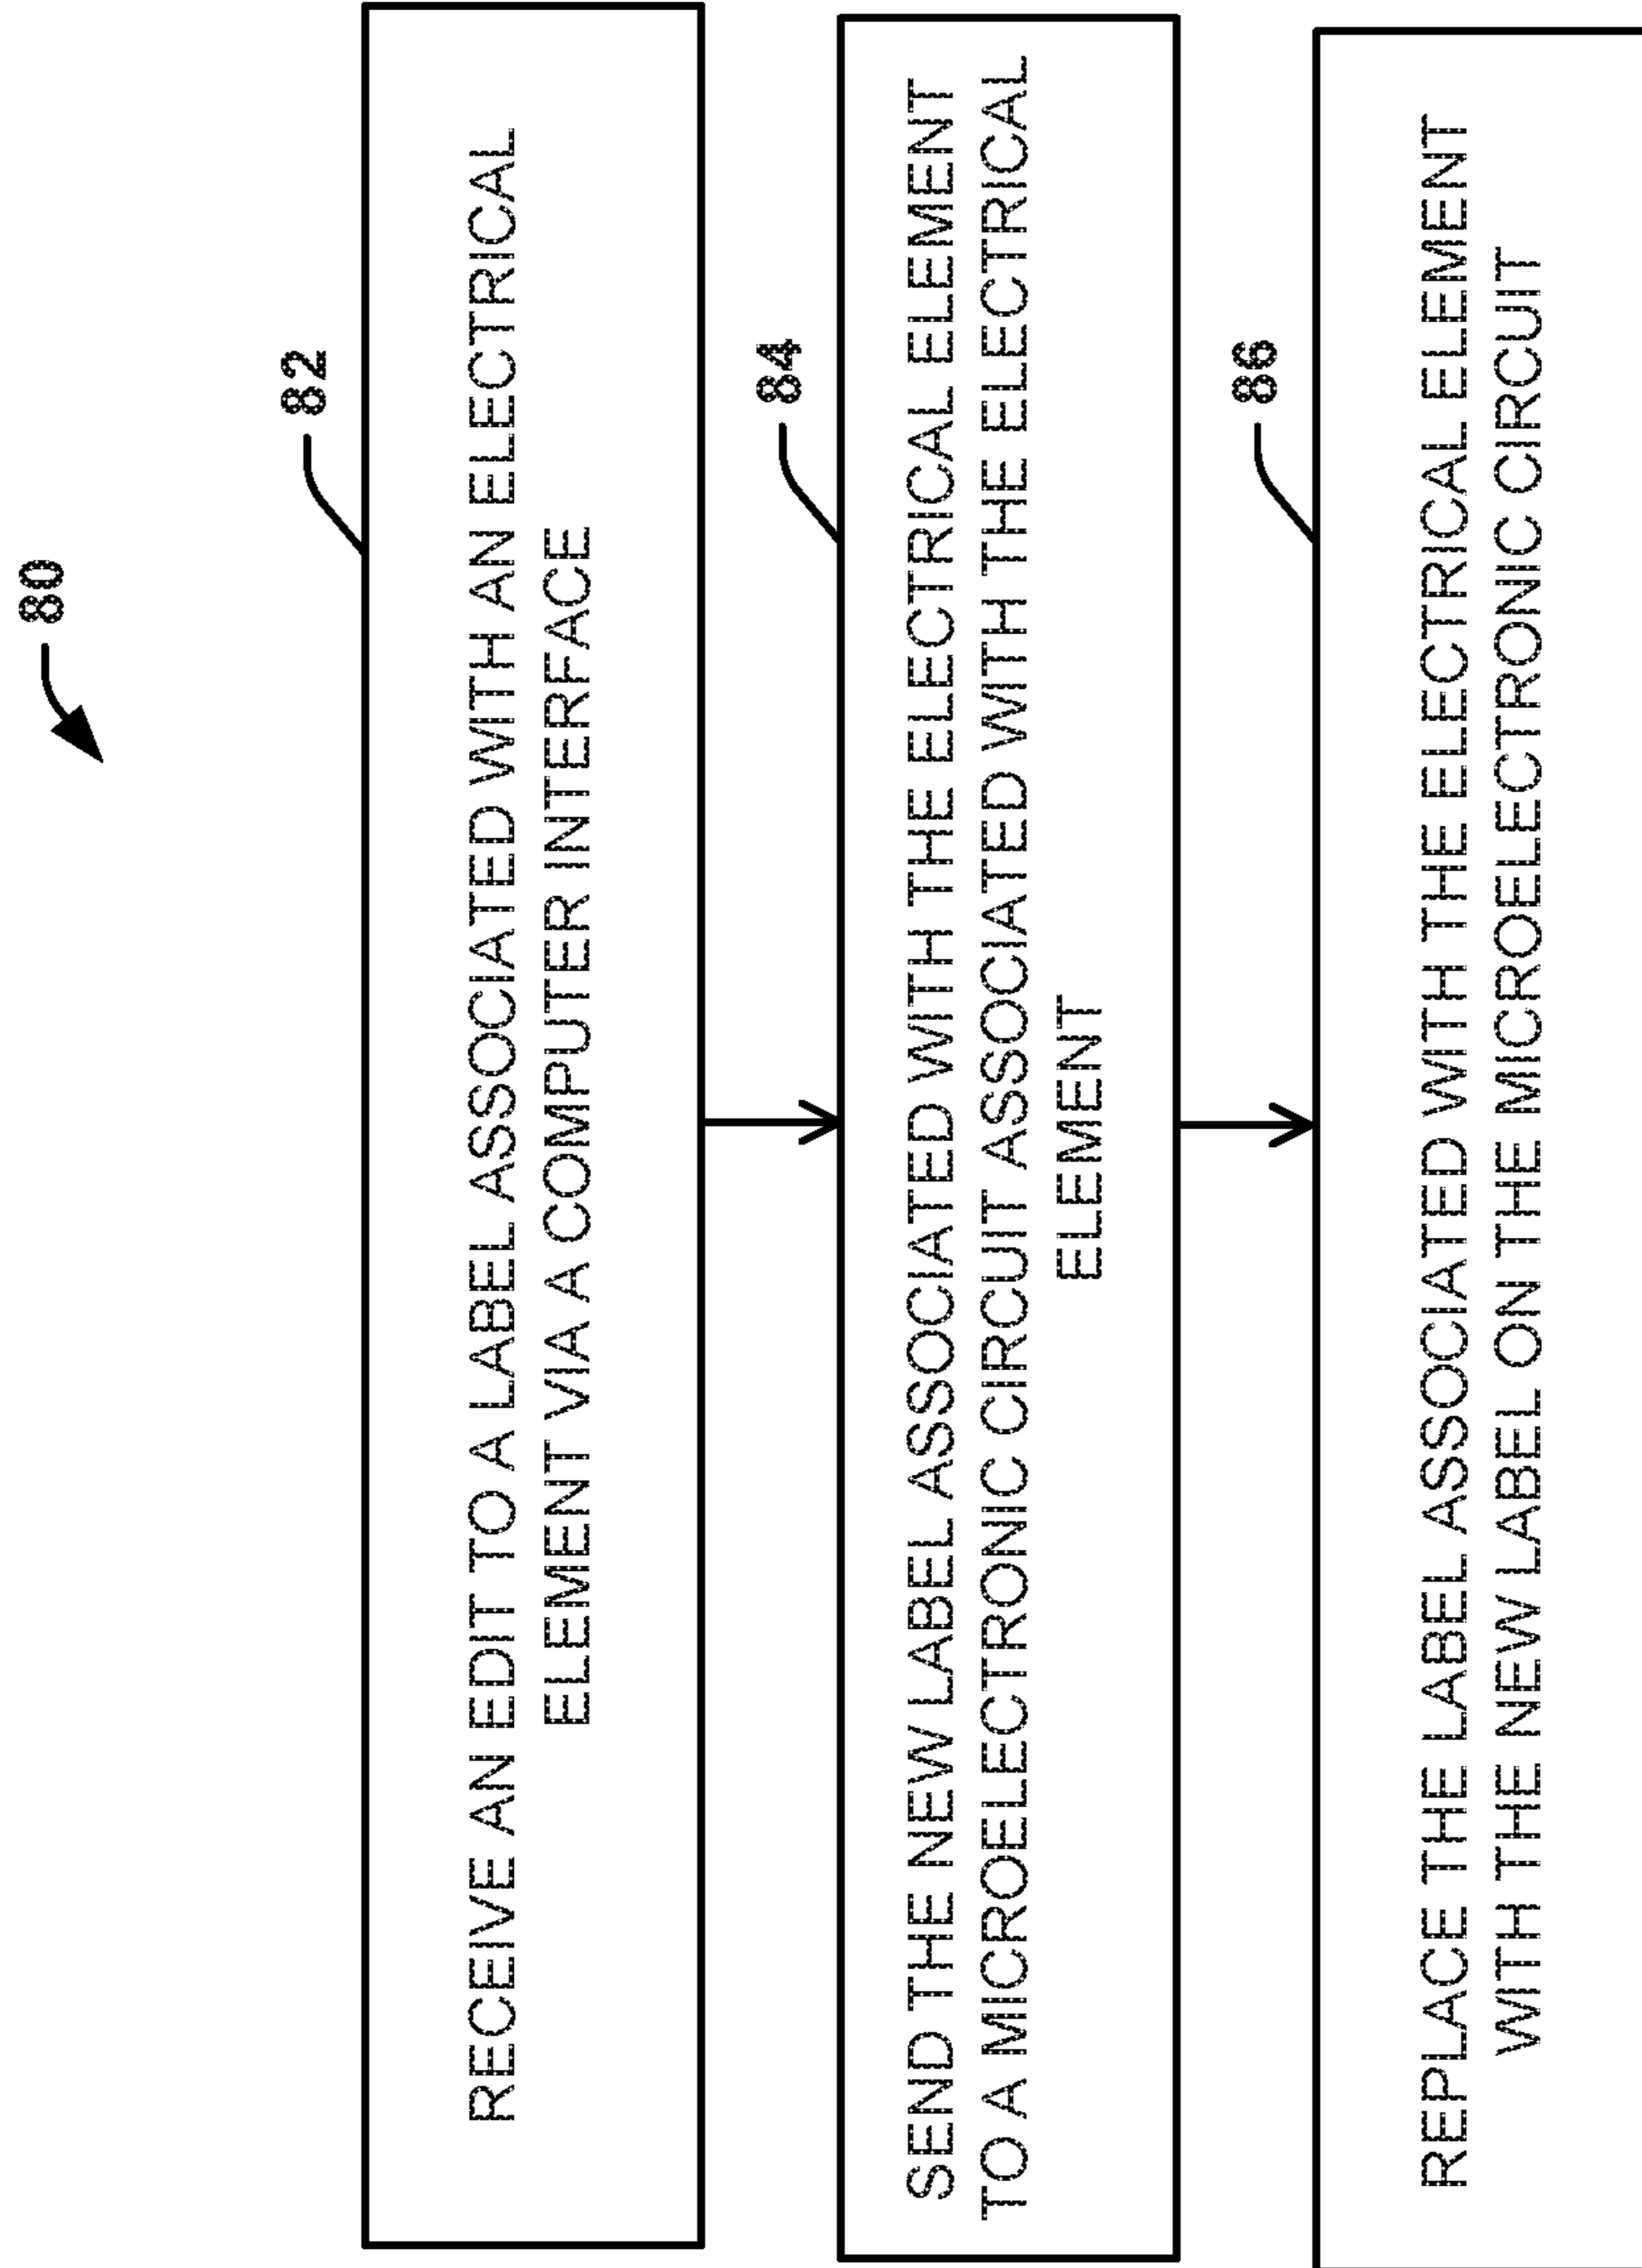 80
82
RECEIVE AN EDIT TO A LABEL ASSOCIATED WITH AN ELECTRICAL
ELEMENT VIA A COMPUTER INTERFACE
84
SEND THE NEW LABEL ASSOCIATED WITH THE ELECTRICAL ELEMENT
TO A MICROELECTRONIC CIRCUIT ASSOCIATED WITH THE ELECTRICAL
ELEMENT
86
REPLACE THE LABEL ASSOCIATED WITH THE ELECTRICAL ELEMENT
WITH THE NEW LABEL ON THE MICROELECTRONIC CIRCUIT